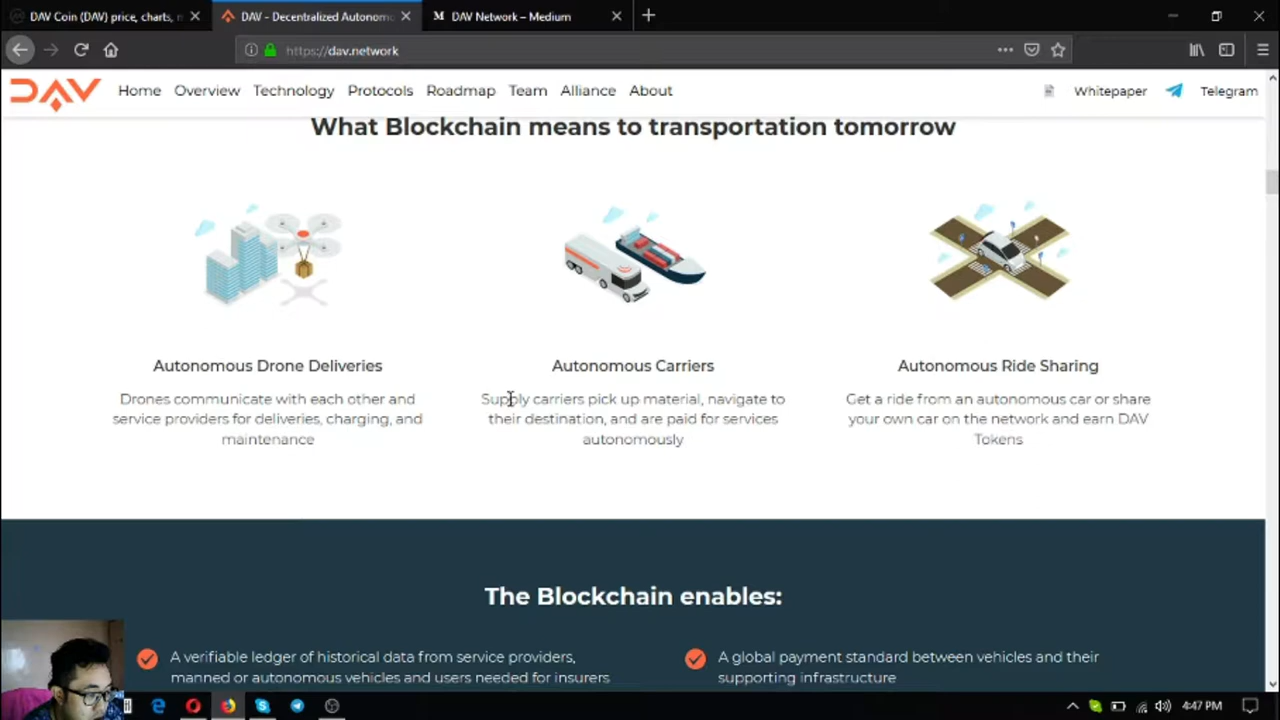 DAV Coin (DAV) price, charts,
DAV - Decentralized Autonomo
DAV Network – Medium
https://dav.network
DAV
Home
Overview
Technology
Protocols
Roadmap
Team
Alliance
About
Whitepaper
Telegram
What Blockchain means to transportation tomorrow
Autonomous Drone Deliveries
Drones communicate with each other and
service providers for deliveries, charging, and
maintenance
Autonomous Carriers
Supply carriers pick up material, navigate to
their destination, and are paid for services
autonomously
Autonomous Ride Sharing
Get a ride from an autonomous car or share
your own car on the network and earn DAV
Tokens
The Blockchain enables:
A verifiable ledger of historical data from service providers,
manned or autonomous vehicles and users needed for insurers
A global payment standard between vehicles and their
supporting infrastructure
4:47 PM